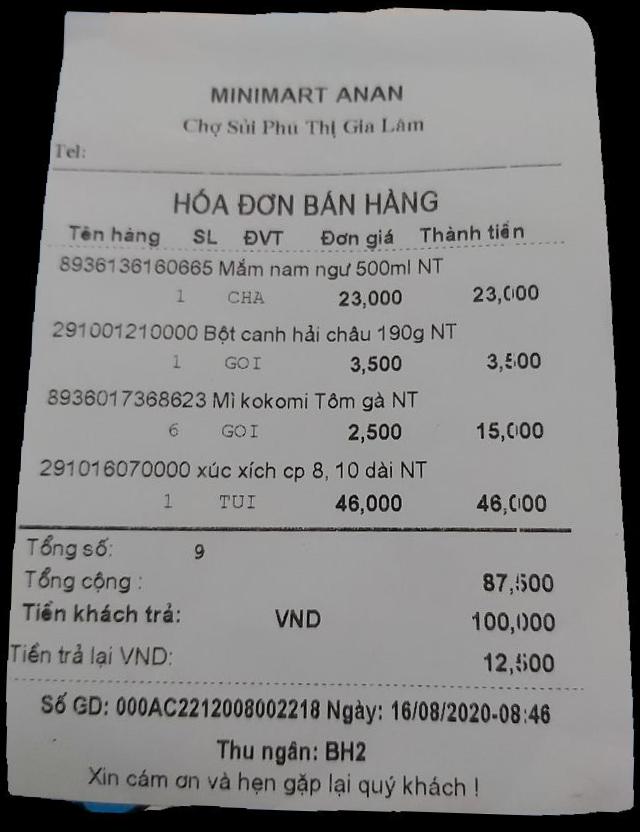 MINIMART ANAN
Chợ Sủi Phú Thị Gia Lâm
Tel:
HÓA ĐƠN BÁN HÀNG
Tên hàng SL ĐVT Đơn giá Thành tiền
8936136160665 Mắm nam ngư 500ml NT
1 CHA 23,000 23,000
291001210000 Bột canh hải châu 190g NT
1 GOI 3,500 3,500
8936017368623 Mì kokomi Tôm gà NT
6 GOI 2,500 15,000
291016070000 xúc xích cp 8, 10 dài NT
1 TUI 46,000 46,000
Tổng số: 9
Tổng cộng : 87,500
Tiền khách trả: VND 100,000
Tiền trả lại VND: 12,500
Số GD: 000AC2212008002218 Ngày: 16/08/2020-08:46
Thu ngân: BH2
Xin cám ơn và hẹn gặp lại quý khách !